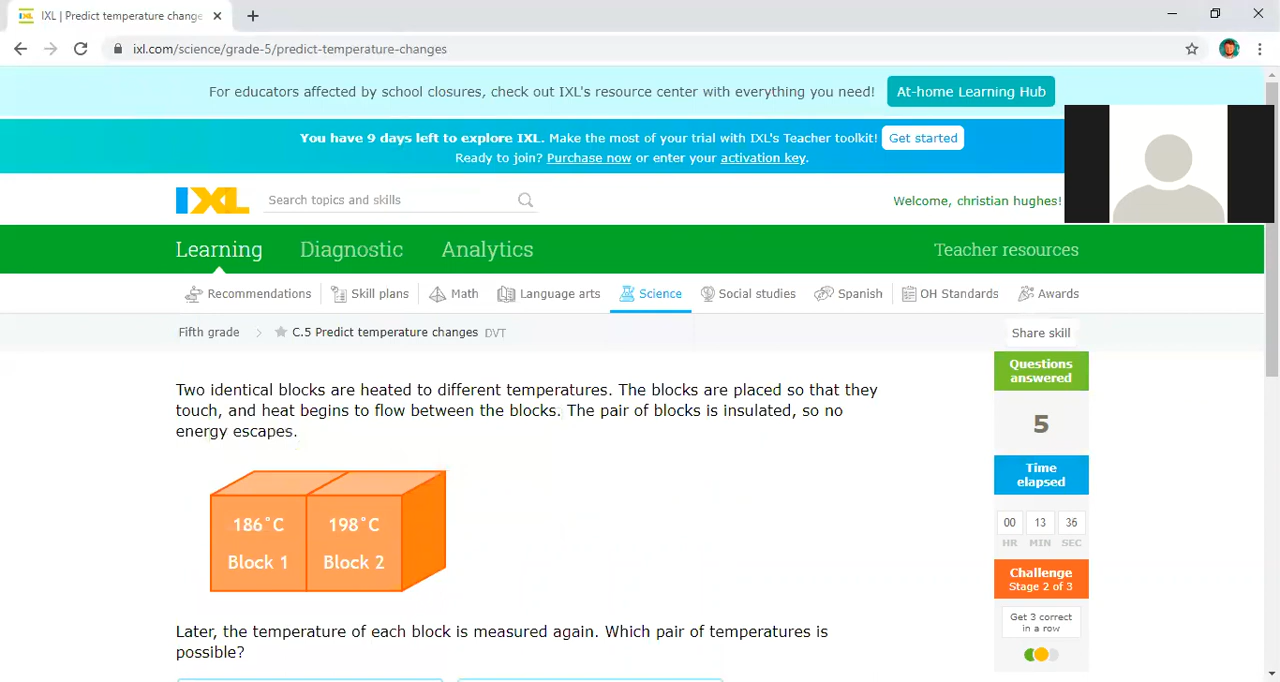 IXL | Predict temperature change
ixl.com/science/grade-5/predict-temperature-changes
For educators affected by school closures, check out IXL's resource center with everything you need!
At-home Learning Hub
You have 9 days left to explore IXL. Make the most of your trial with IXL's Teacher toolkit!
Get started
Ready to join? Purchase now or enter your activation key.
IXL
Search topics and skills
Welcome, christian hughes!
Learning
Diagnostic
Analytics
Teacher resources
Recommendations
Skill plans
Math
Language arts
Science
Social studies
Spanish
OH Standards
Awards
Fifth grade
C.5 Predict temperature changes DVT
Share skill
Two identical blocks are heated to different temperatures. The blocks are placed so that they
touch, and heat begins to flow between the blocks. The pair of blocks is insulated, so no
energy escapes.
186°C
198°C
Block 1
Block 2
Later, the temperature of each block is measured again. Which pair of temperatures is
possible?
Questions
answered
5
Time
elapsed
00 13 36
HR MIN SEC
Challenge
Stage 2 of 3
Get 3 correct
in a row